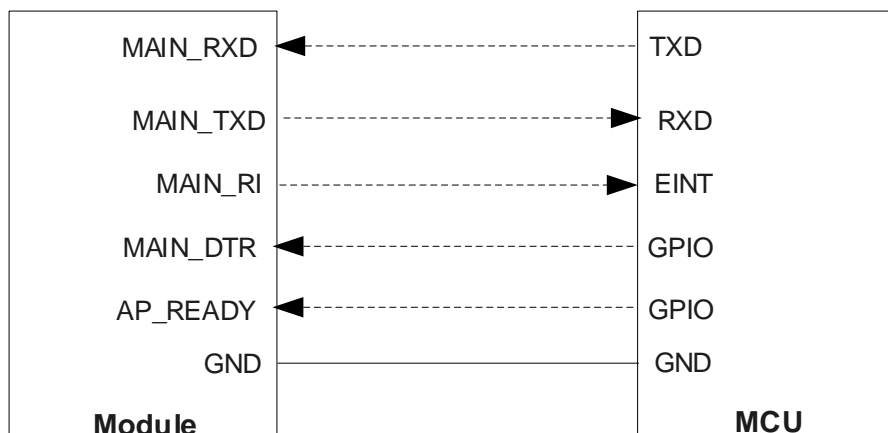 MAIN_RXD TXD
MAIN_TXD RXD
MAIN_RI EINT
MAIN_DTR GPIO
AP_READY GPIO
GND GND
Module MCU